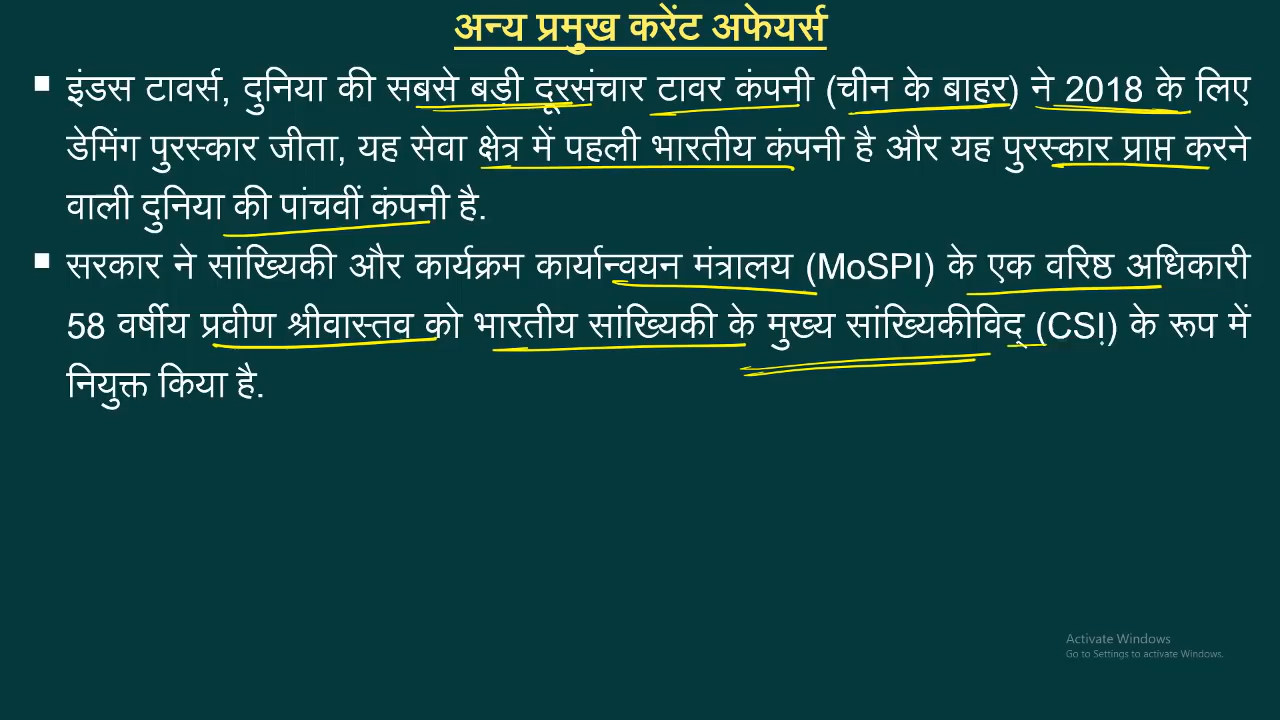 अन्य प्रमुख करेंट अफेयर्स
▪ इंडस टावर्स, दुनिया की सबसे बड़ी दूरसंचार टावर कंपनी (चीन के बाहर) ने 2018 के लिए
डेमिंग पुरस्कार जीता, यह सेवा क्षेत्र में पहली भारतीय कंपनी है और यह पुरस्कार प्राप्त करने
वाली दुनिया की पांचवीं कंपनी है.
▪ सरकार ने सांख्यिकी और कार्यक्रम कार्यान्वयन मंत्रालय (MoSPI) के एक वरिष्ठ अधिकारी
58 वर्षीय प्रवीण श्रीवास्तव को भारतीय सांख्यिकी के मुख्य सांख्यिकीविद् (CSI) के रूप में
नियुक्त किया है.
Activate Windows
Go to Settings to activate Windows.